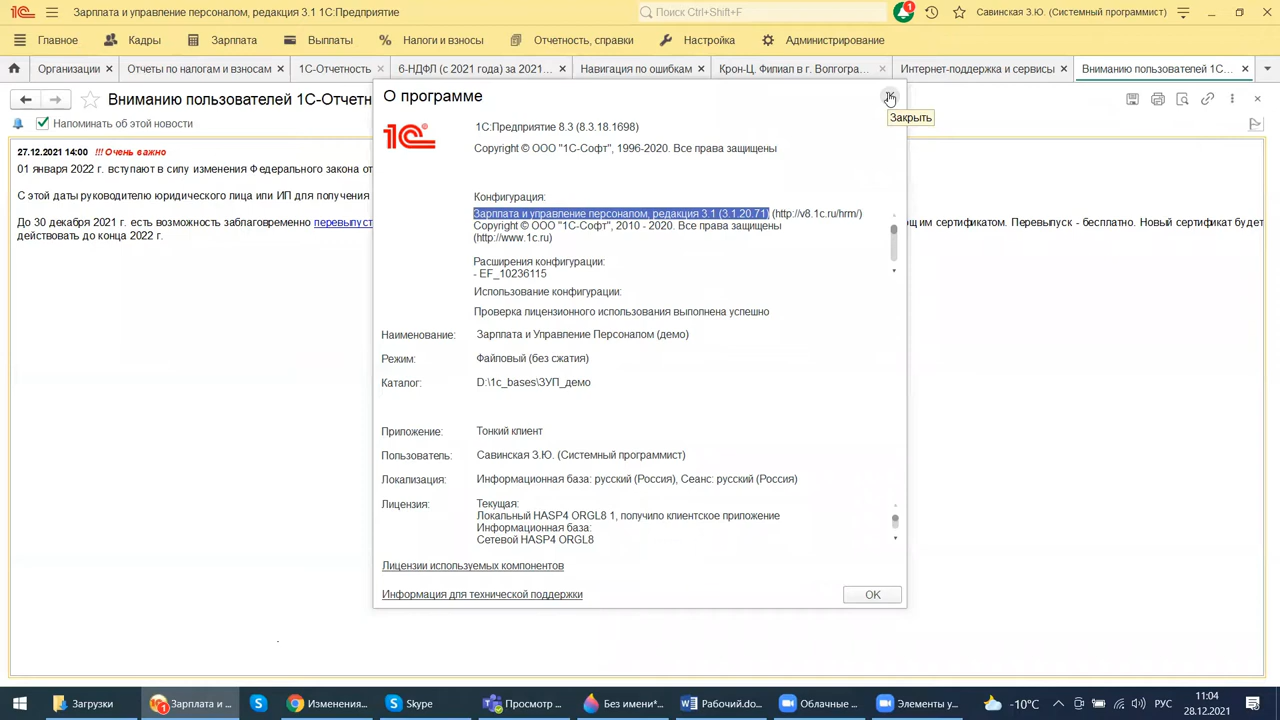 Зарплата и управление персоналом, редакция 3.1 1С:Предприятие
Поиск Ctrl+Shift+F
1
Савинская З.Ю. (Системный программист)
Главное
Кадры
Зарплата
Выплаты
Налоги и взносы
Отчетность, справки
Настройка
Администрирование
Организации
Отчеты по налогам и взносам
1С-Отчетность
6-НДФЛ (с 2021 года) за 2021...
Навигация по ошибкам
Крон-Ц. Филиал в г. Волгогра...
Интернет-поддержка и сервисы
Вниманию пользователей 1С...
Вниманию пользователей 1С-Отчетн
Напоминать об этой новости
27.12.2021 14:00 !!! Очень важно
01 января 2022 г. вступают в силу изменения Федерального закона от
С этой даты руководителю юридического лица или ИП для получения
До 30 декабря 2021 г. есть возможность заблаговременно перевыпуст
щим сертификатом. Перевыпуск - бесплатно. Новый сертификат будет
действовать до конца 2022 г.
О программе
Закрыть
1С
1С:Предприятие 8.3 (8.3.18.1698)
Copyright © ООО "1С-Софт", 1996-2020. Все права защищены
Конфигурация:
Зарплата и управление персоналом, редакция 3.1 (3.1.20.71) (http://v8.1c.ru/hrm/)
Copyright © ООО "1С-Софт", 2010 - 2020. Все права защищены
(http://www.1c.ru)
Расширения конфигурации:
- EF_10236115
Использование конфигурации:
Проверка лицензионного использования выполнена успешно
Наименование: Зарплата и Управление Персоналом (демо)
Режим: Файловый (без сжатия)
Каталог: D:\1c_bases\ЗУП_демо
Приложение: Тонкий клиент
Пользователь: Савинская З.Ю. (Системный программист)
Локализация: Информационная база: русский (Россия), Сеанс: русский (Россия)
Лицензия: Текущая:
Локальный HASP4 ORGL8 1, получило клиентское приложение
Информационная база:
Сетевой HASP4 ORGL8
Лицензии используемых компонентов
Информация для технической поддержки
OK
Загрузки
Зарплата и ...
Изменения...
Skype
Просмотр ...
Без имени*...
Рабочий.do...
Облачные ...
Элементы у...
-10°C
РУС
11:04
28.12.2021